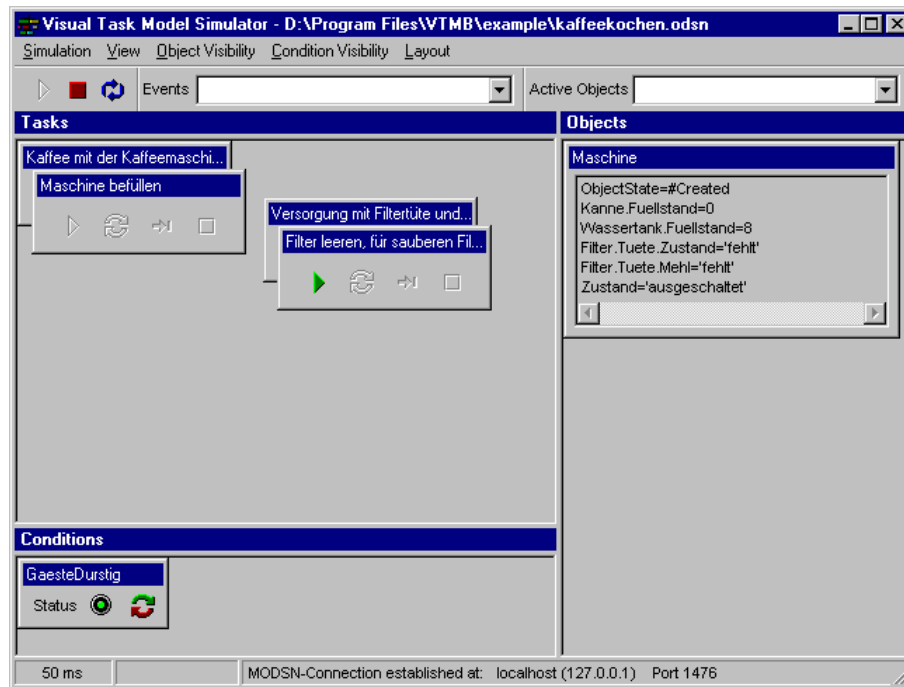 Visual Task Model Simulator - D:\Program Files\VTMB\example\kaffeekochen.odsn
Simulation View Object Visibility Condition Visibility Layout
Events Active Objects
Tasks
Kaffee mit der Kaffeemaschi...
Maschine befüllen
Versorgung mit Filtertüte und...
Filter leeren, für sauberen Fil...
Objects
Maschine
ObjectState=#Created
Kanne.Fuellstand=0
Wassertank.Fuellstand=8
Filter.Tuete.Zustand='fehlt'
Filter.Tuete.Mehl='fehlt'
Zustand='ausgeschaltet'
Conditions
GaesteDurstig
Status
50 ms MODSN-Connection established at: localhost (127.0.0.1) Port 1476